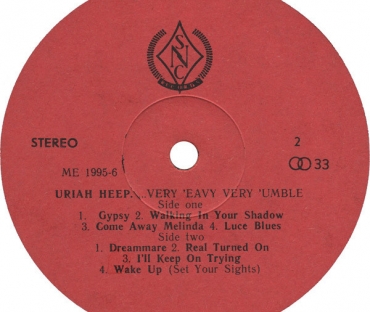 SNC
STEREO
2
ME 1995-6
33
URIAH HEEP...VERY 'EAVY VERY 'UMBLE
Side one
1. Gypsy 2. Walking In Your Shadow
3. Come Away Melinda 4. Luce Blues
Side two
1. Dreammare 2. Real Turned On
3. I'll Keep On Trying
4. Wake Up (Set Your Sights)